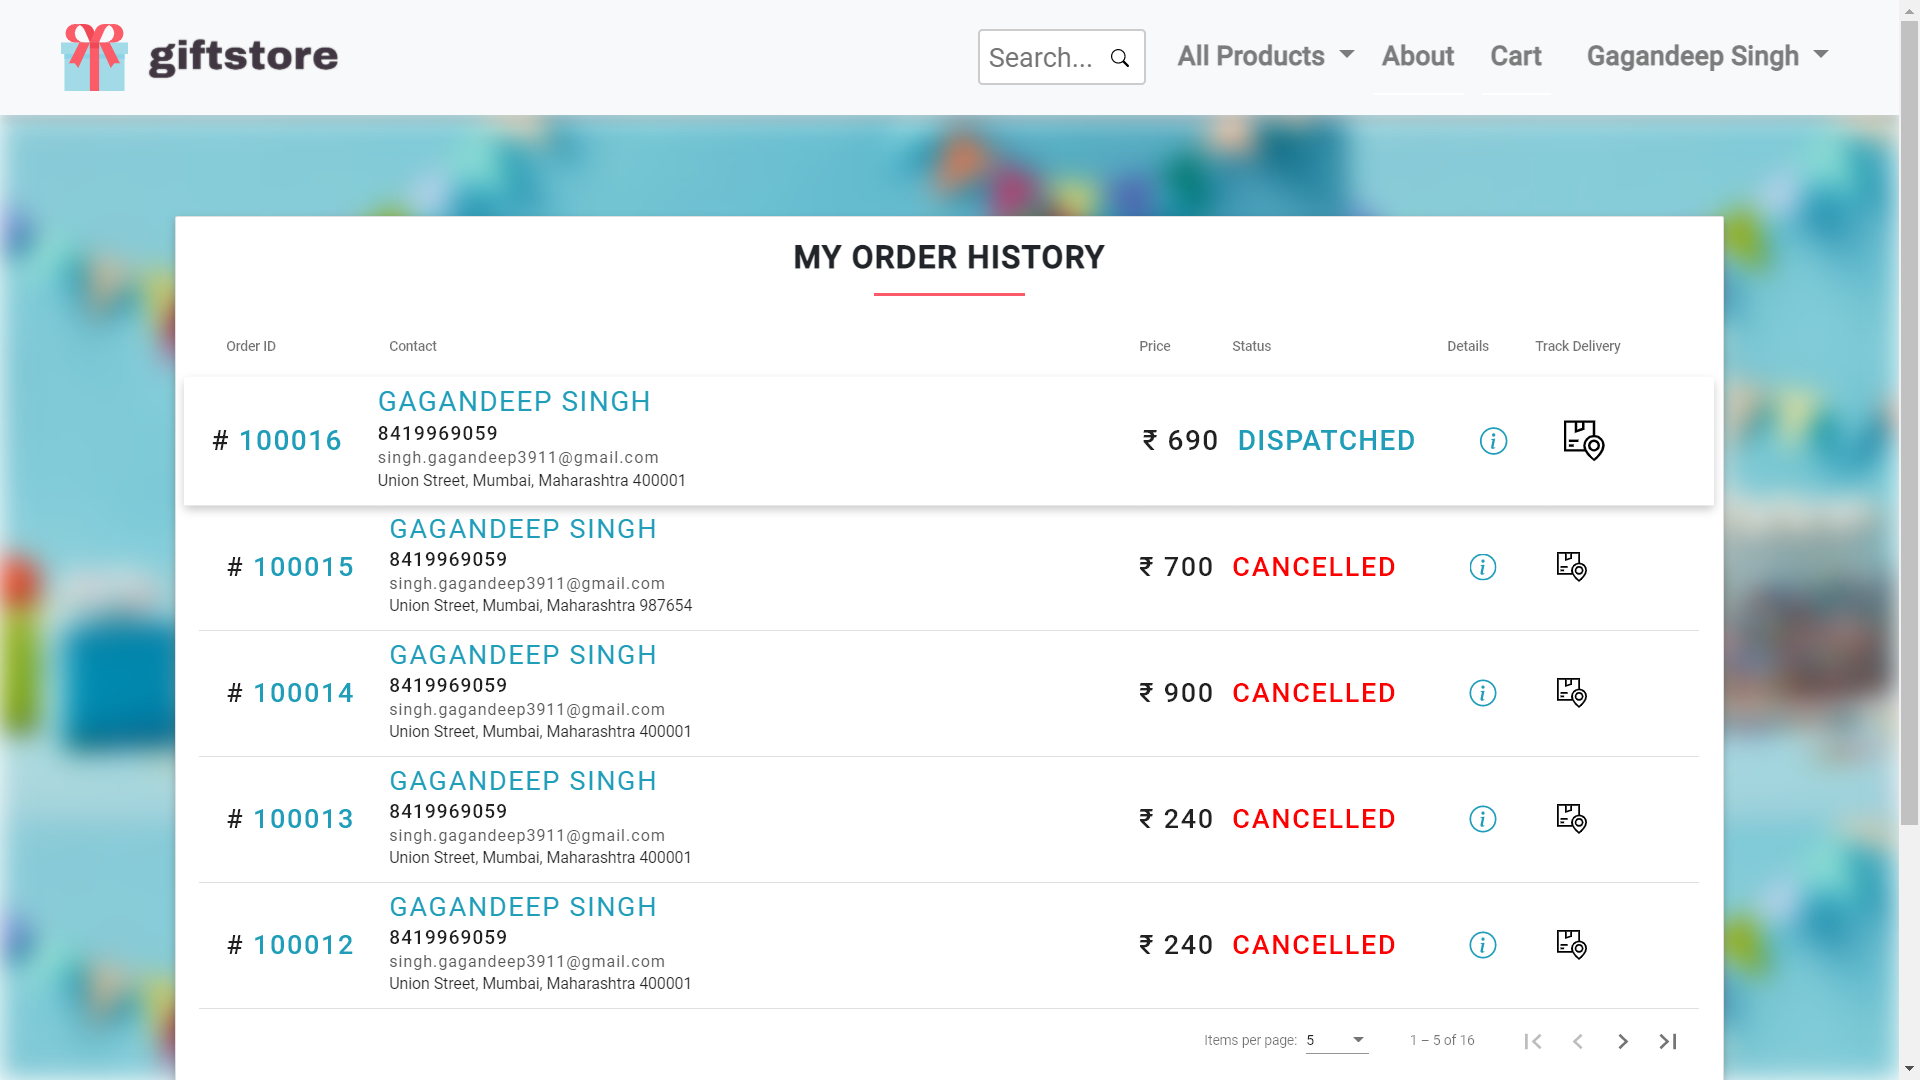 giftstore
Search...
All Products
About
Cart
Gagandeep Singh
MY ORDER HISTORY
Order ID Contact Price Status Details Track Delivery
# 100016
GAGANDEEP SINGH
8419969059
singh.gagandeep3911@gmail.com
Union Street, Mumbai, Maharashtra 400001
₹ 690 DISPATCHED
# 100015
GAGANDEEP SINGH
8419969059
singh.gagandeep3911@gmail.com
Union Street, Mumbai, Maharashtra 987654
₹ 700 CANCELLED
# 100014
GAGANDEEP SINGH
8419969059
singh.gagandeep3911@gmail.com
Union Street, Mumbai, Maharashtra 400001
₹ 900 CANCELLED
# 100013
GAGANDEEP SINGH
8419969059
singh.gagandeep3911@gmail.com
Union Street, Mumbai, Maharashtra 400001
₹ 240 CANCELLED
# 100012
GAGANDEEP SINGH
8419969059
singh.gagandeep3911@gmail.com
Union Street, Mumbai, Maharashtra 400001
₹ 240 CANCELLED
Items per page: 5 1 – 5 of 16